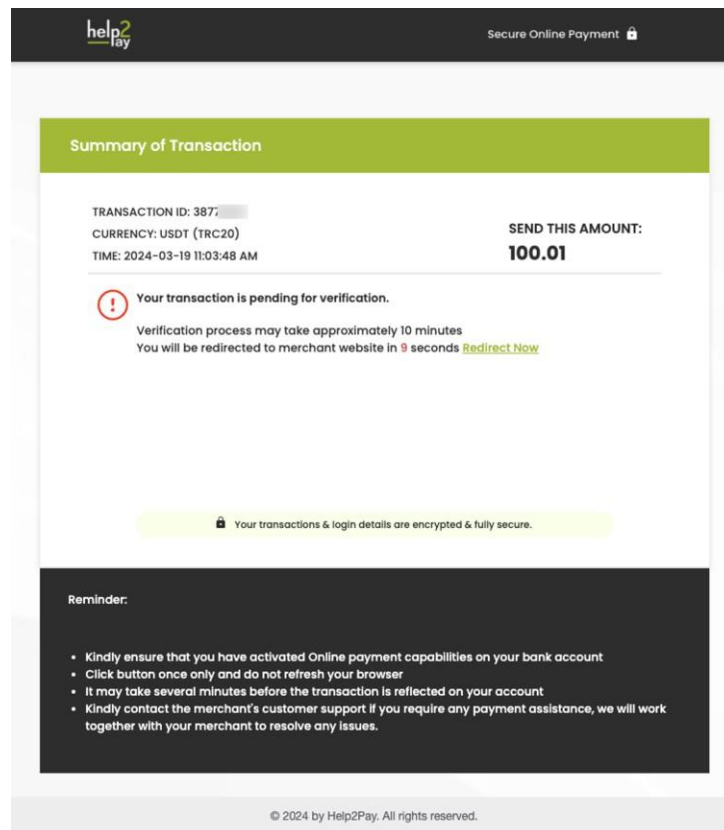 help2
Pay
Secure Online Payment
Summary of Transaction
TRANSACTION ID: 387
CURRENCY: USDT (TRC20)
TIME: 2024-03-19 11:03:48 AM
SEND THIS AMOUNT:
100.01
Your transaction is pending for verification.
Verification process may take approximately 10 minutes
You will be redirected to merchant website in 9 seconds Redirect Now
Your transactions & login details are encrypted & fully secure.
Reminder:
• Kindly ensure that you have activated Online payment capabilities on your bank account
• Click button once only and do not refresh your browser
• It may take several minutes before the transaction is reflected on your account
• Kindly contact the merchant's customer support if you require any payment assistance, we will work
together with your merchant to resolve any issues.
© 2024 by Help2Pay. All rights reserved.